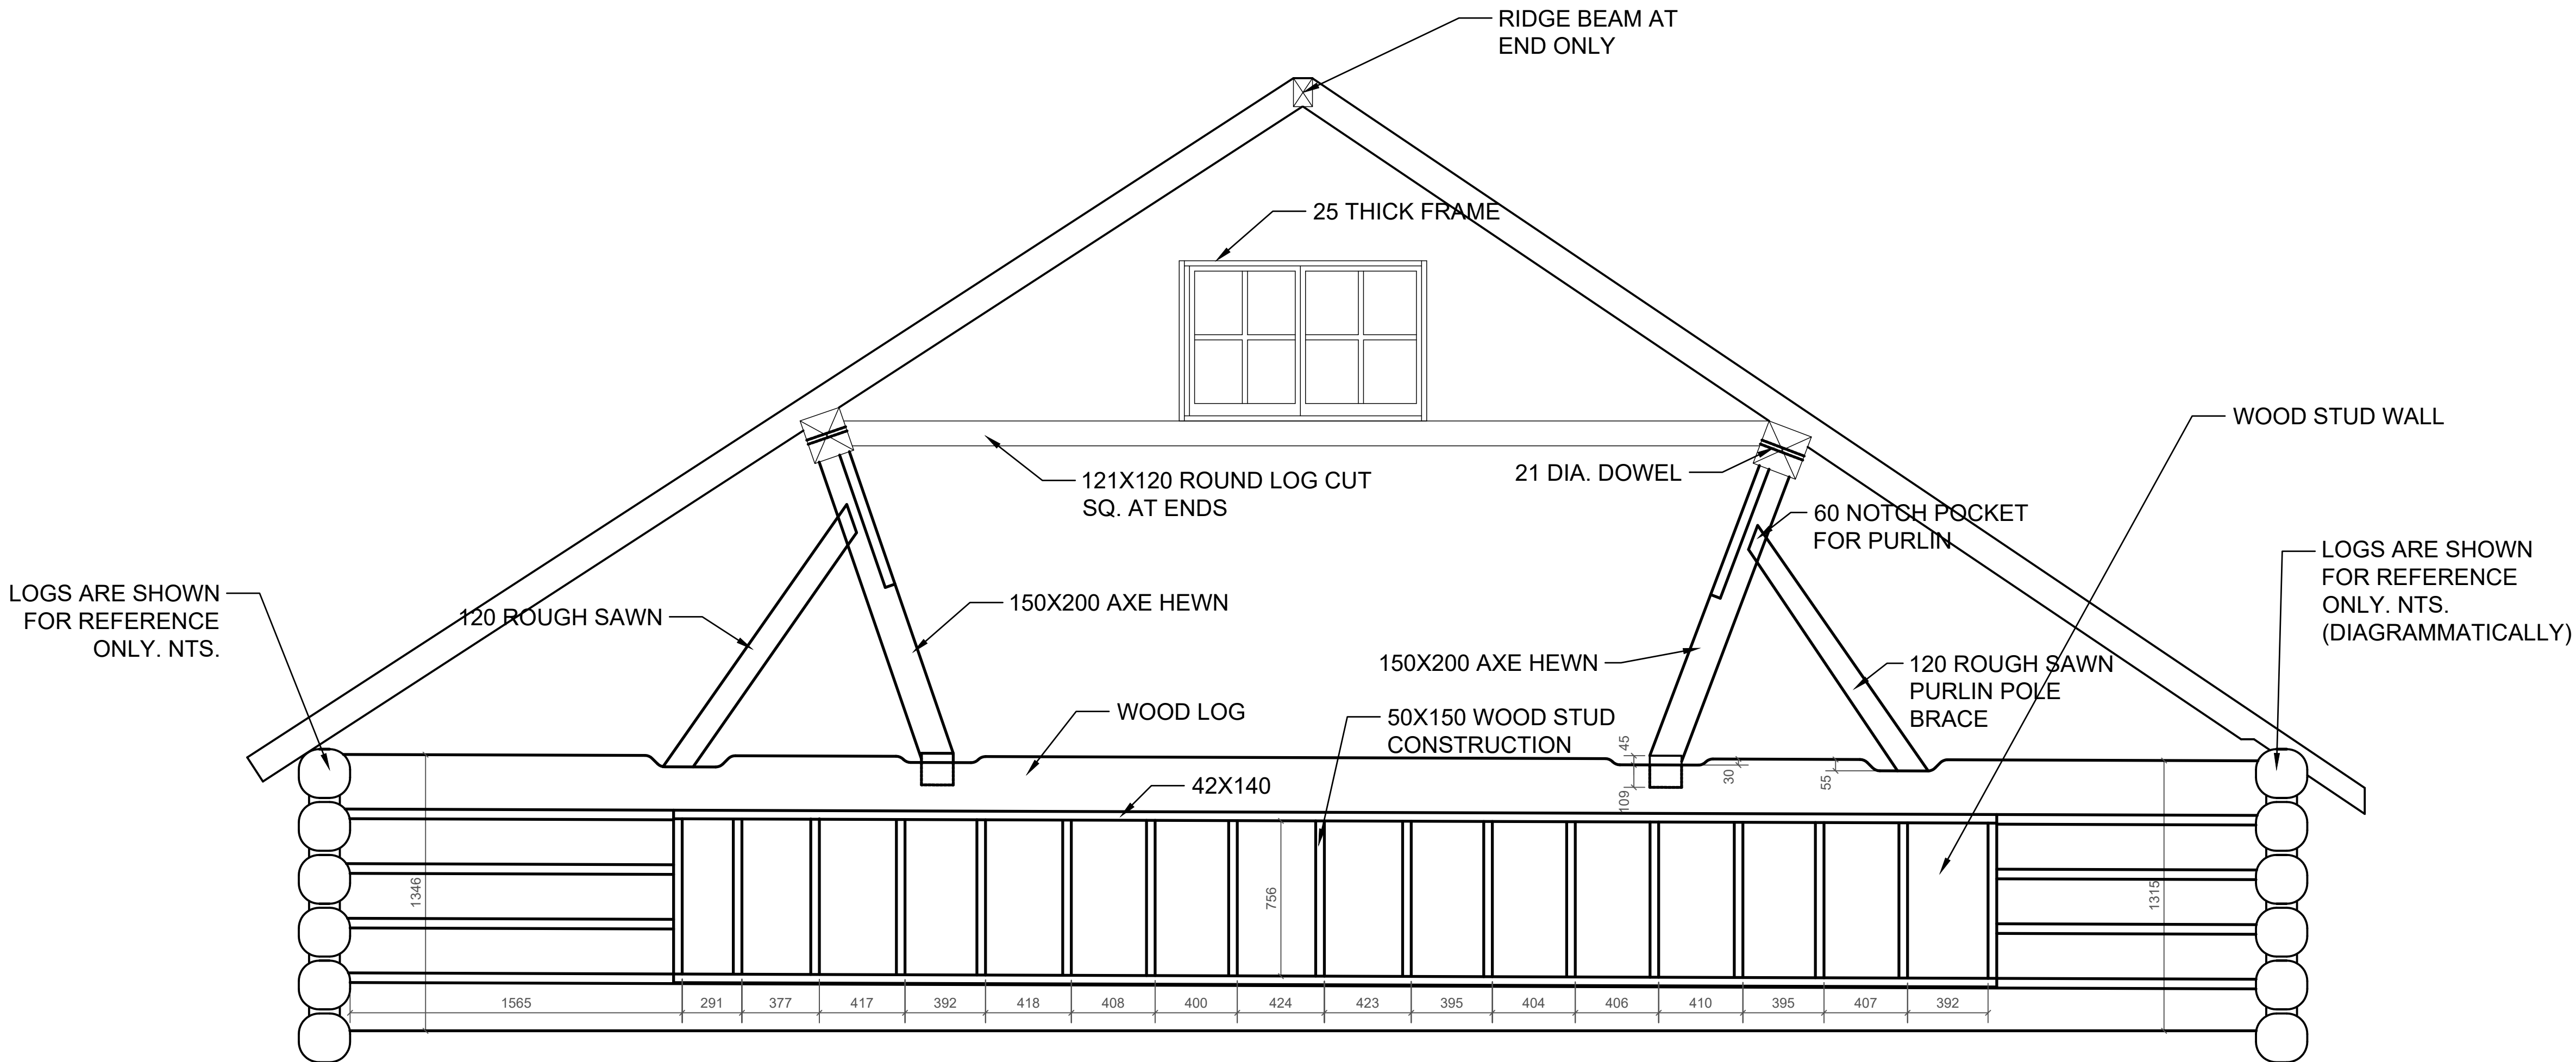 RIDGE BEAM AT
END ONLY
25 THICK FRAME
WOOD STUD WALL
121X120 ROUND LOG CUT
SQ. AT ENDS
21 DIA. DOWEL
60 NOTCH POCKET
FOR PURLIN
LOGS ARE SHOWN
FOR REFERENCE
ONLY. NTS.
(DIAGRAMMATICALLY)
LOGS ARE SHOWN
FOR REFERENCE
ONLY. NTS.
120 ROUGH SAWN
150X200 AXE HEWN
150X200 AXE HEWN
120 ROUGH SAWN
PURLIN POLE
BRACE
WOOD LOG
50X150 WOOD STUD
CONSTRUCTION
42X140
45
109
30
55
1346
756
1315
1565
291
377
417
392
418
408
400
424
423
395
404
406
410
395
407
392